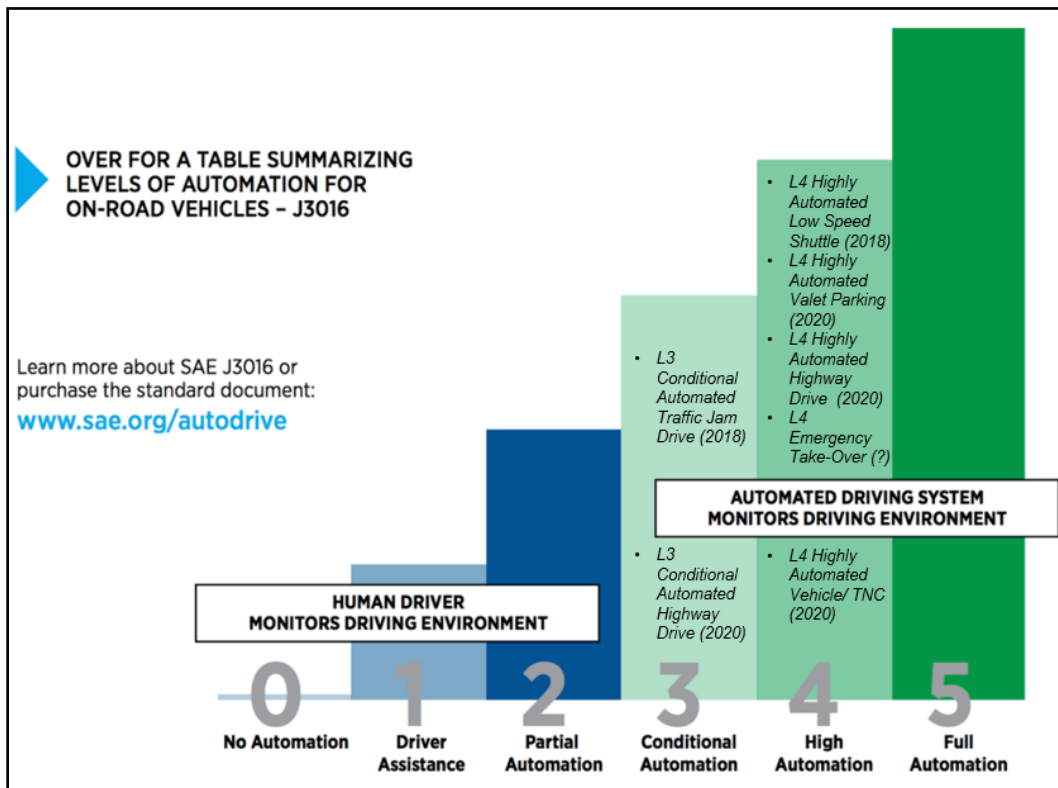 OVER FOR A TABLE SUMMARIZING
LEVELS OF AUTOMATION FOR
ON-ROAD VEHICLES – J3016
Learn more about SAE J3016 or
purchase the standard document:
www.sae.org/autodrive
• L3
Conditional
Automated
Traffic Jam
Drive (2018)
• L3
Conditional
Automated
Highway
Drive (2020)
• L4 Highly
Automated
Low Speed
Shuttle (2018)
• L4 Highly
Automated
Valet Parking
(2020)
• L4 Highly
Automated
Highway
Drive (2020)
• L4
Emergency
Take-Over (?)
• L4 Highly
Automated
Vehicle/ TNC
(2020)
AUTOMATED DRIVING SYSTEM
MONITORS DRIVING ENVIRONMENT
HUMAN DRIVER
MONITORS DRIVING ENVIRONMENT
0
No Automation
1
Driver
Assistance
2
Partial
Automation
3
Conditional
Automation
4
High
Automation
5
Full
Automation